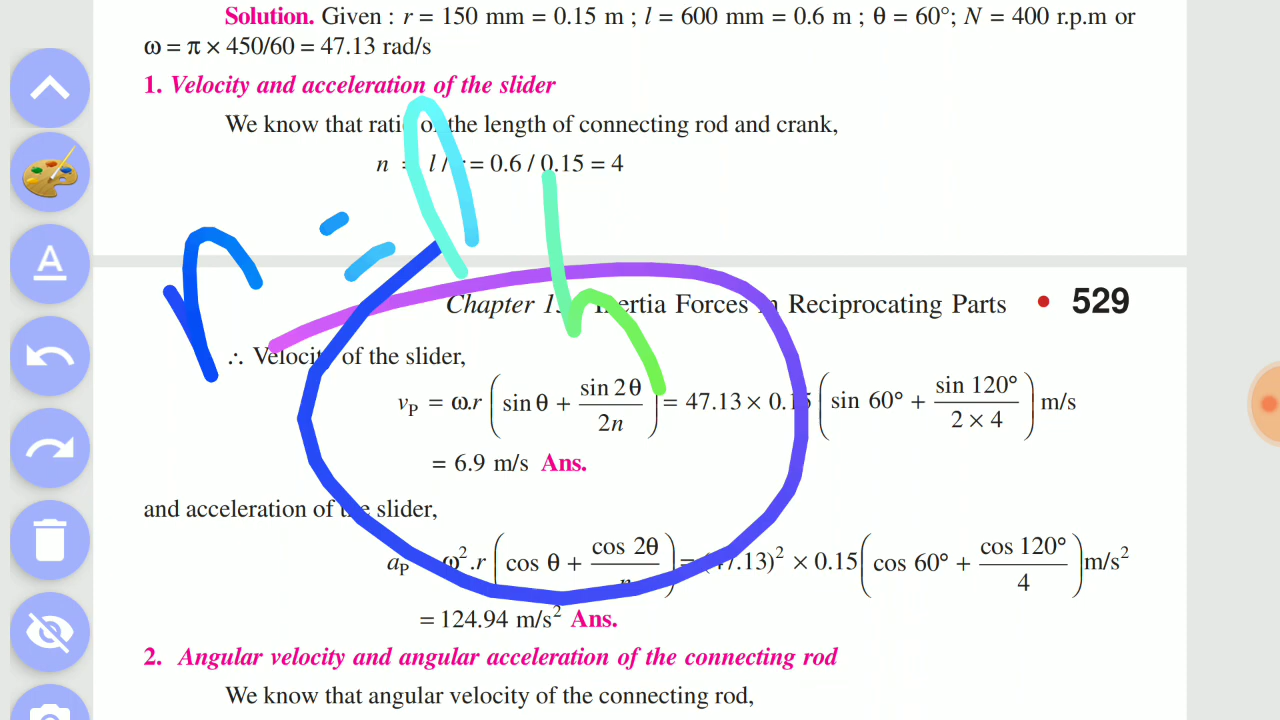 Solution. Given : r = 150 mm = 0.15 m ; l = 600 mm = 0.6 m ; θ = 60°; N = 400 r.p.m or
ω = π × 450/60 = 47.13 rad/s
1. Velocity and acceleration of the slider
We know that ratio of the length of connecting rod and crank,
n = l / = 0.6 / 0.15 = 4
Chapter 15 : Inertia Forces in Reciprocating Parts • 529
∴ Velocity of the slider,
vP = ω.r ( sin θ + sin 2θ / 2n ) = 47.13 × 0.15 ( sin 60° + sin 120° / 2 × 4 ) m/s
= 6.9 m/s Ans.
and acceleration of the slider,
aP ω².r ( cos θ + cos 2θ / n ) = (47.13)² × 0.15 ( cos 60° + cos 120° / 4 ) m/s²
= 124.94 m/s² Ans.
2. Angular velocity and angular acceleration of the connecting rod
We know that angular velocity of the connecting rod,